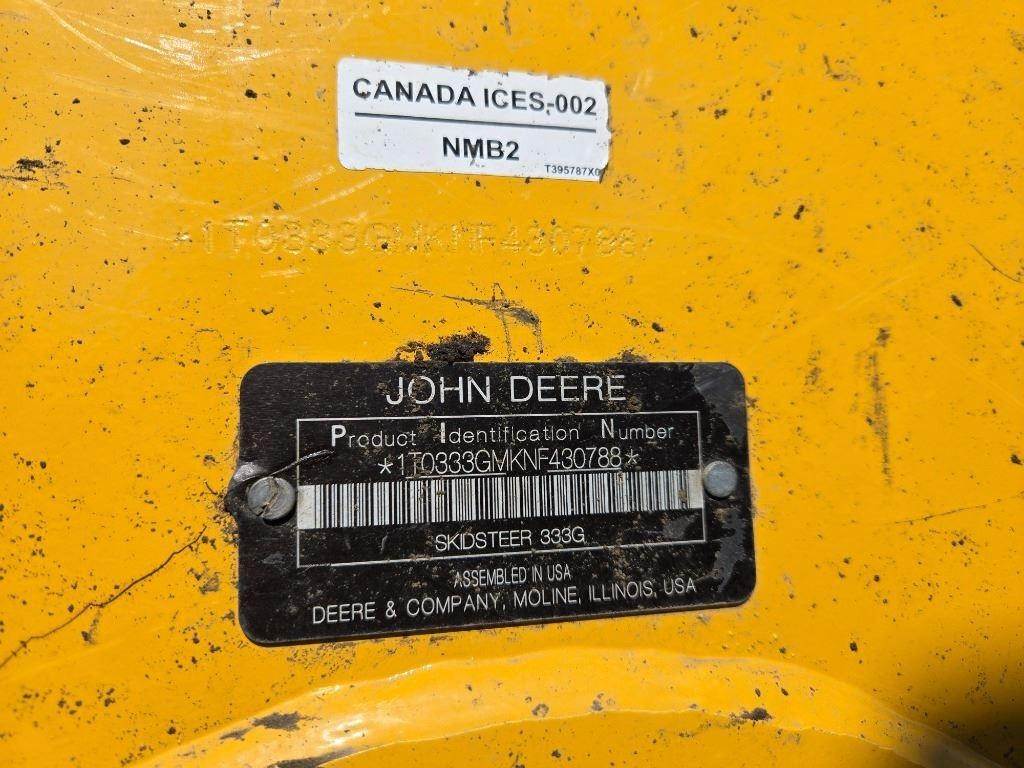 CANADA ICES-002
NMB2
T395787X0
*1T0333GMKNF430788*
JOHN DEERE
Product Identification Number
*1T0333GMKNF430788*
SKIDSTEER 333G
ASSEMBLED IN USA
DEERE & COMPANY, MOLINE, ILLINOIS, USA